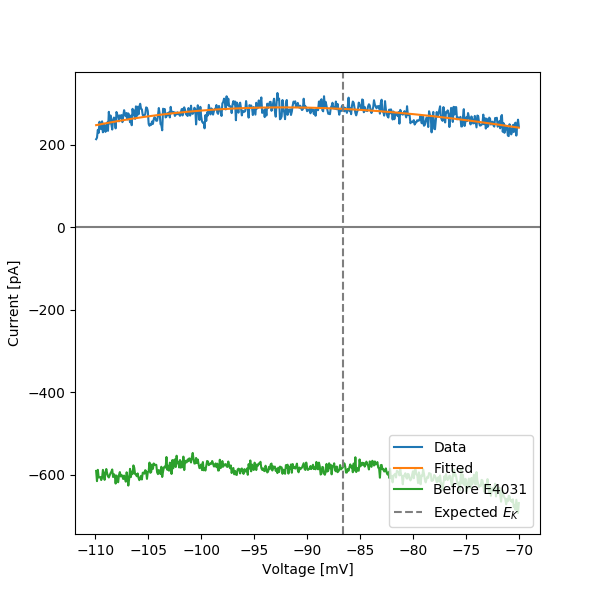 200
0
−200
−400
−600
Current [pA]
−110
−105
−100
−95
−90
−85
−80
−75
−70
Voltage [mV]
Data
Fitted
Before E4031
Expected E_K